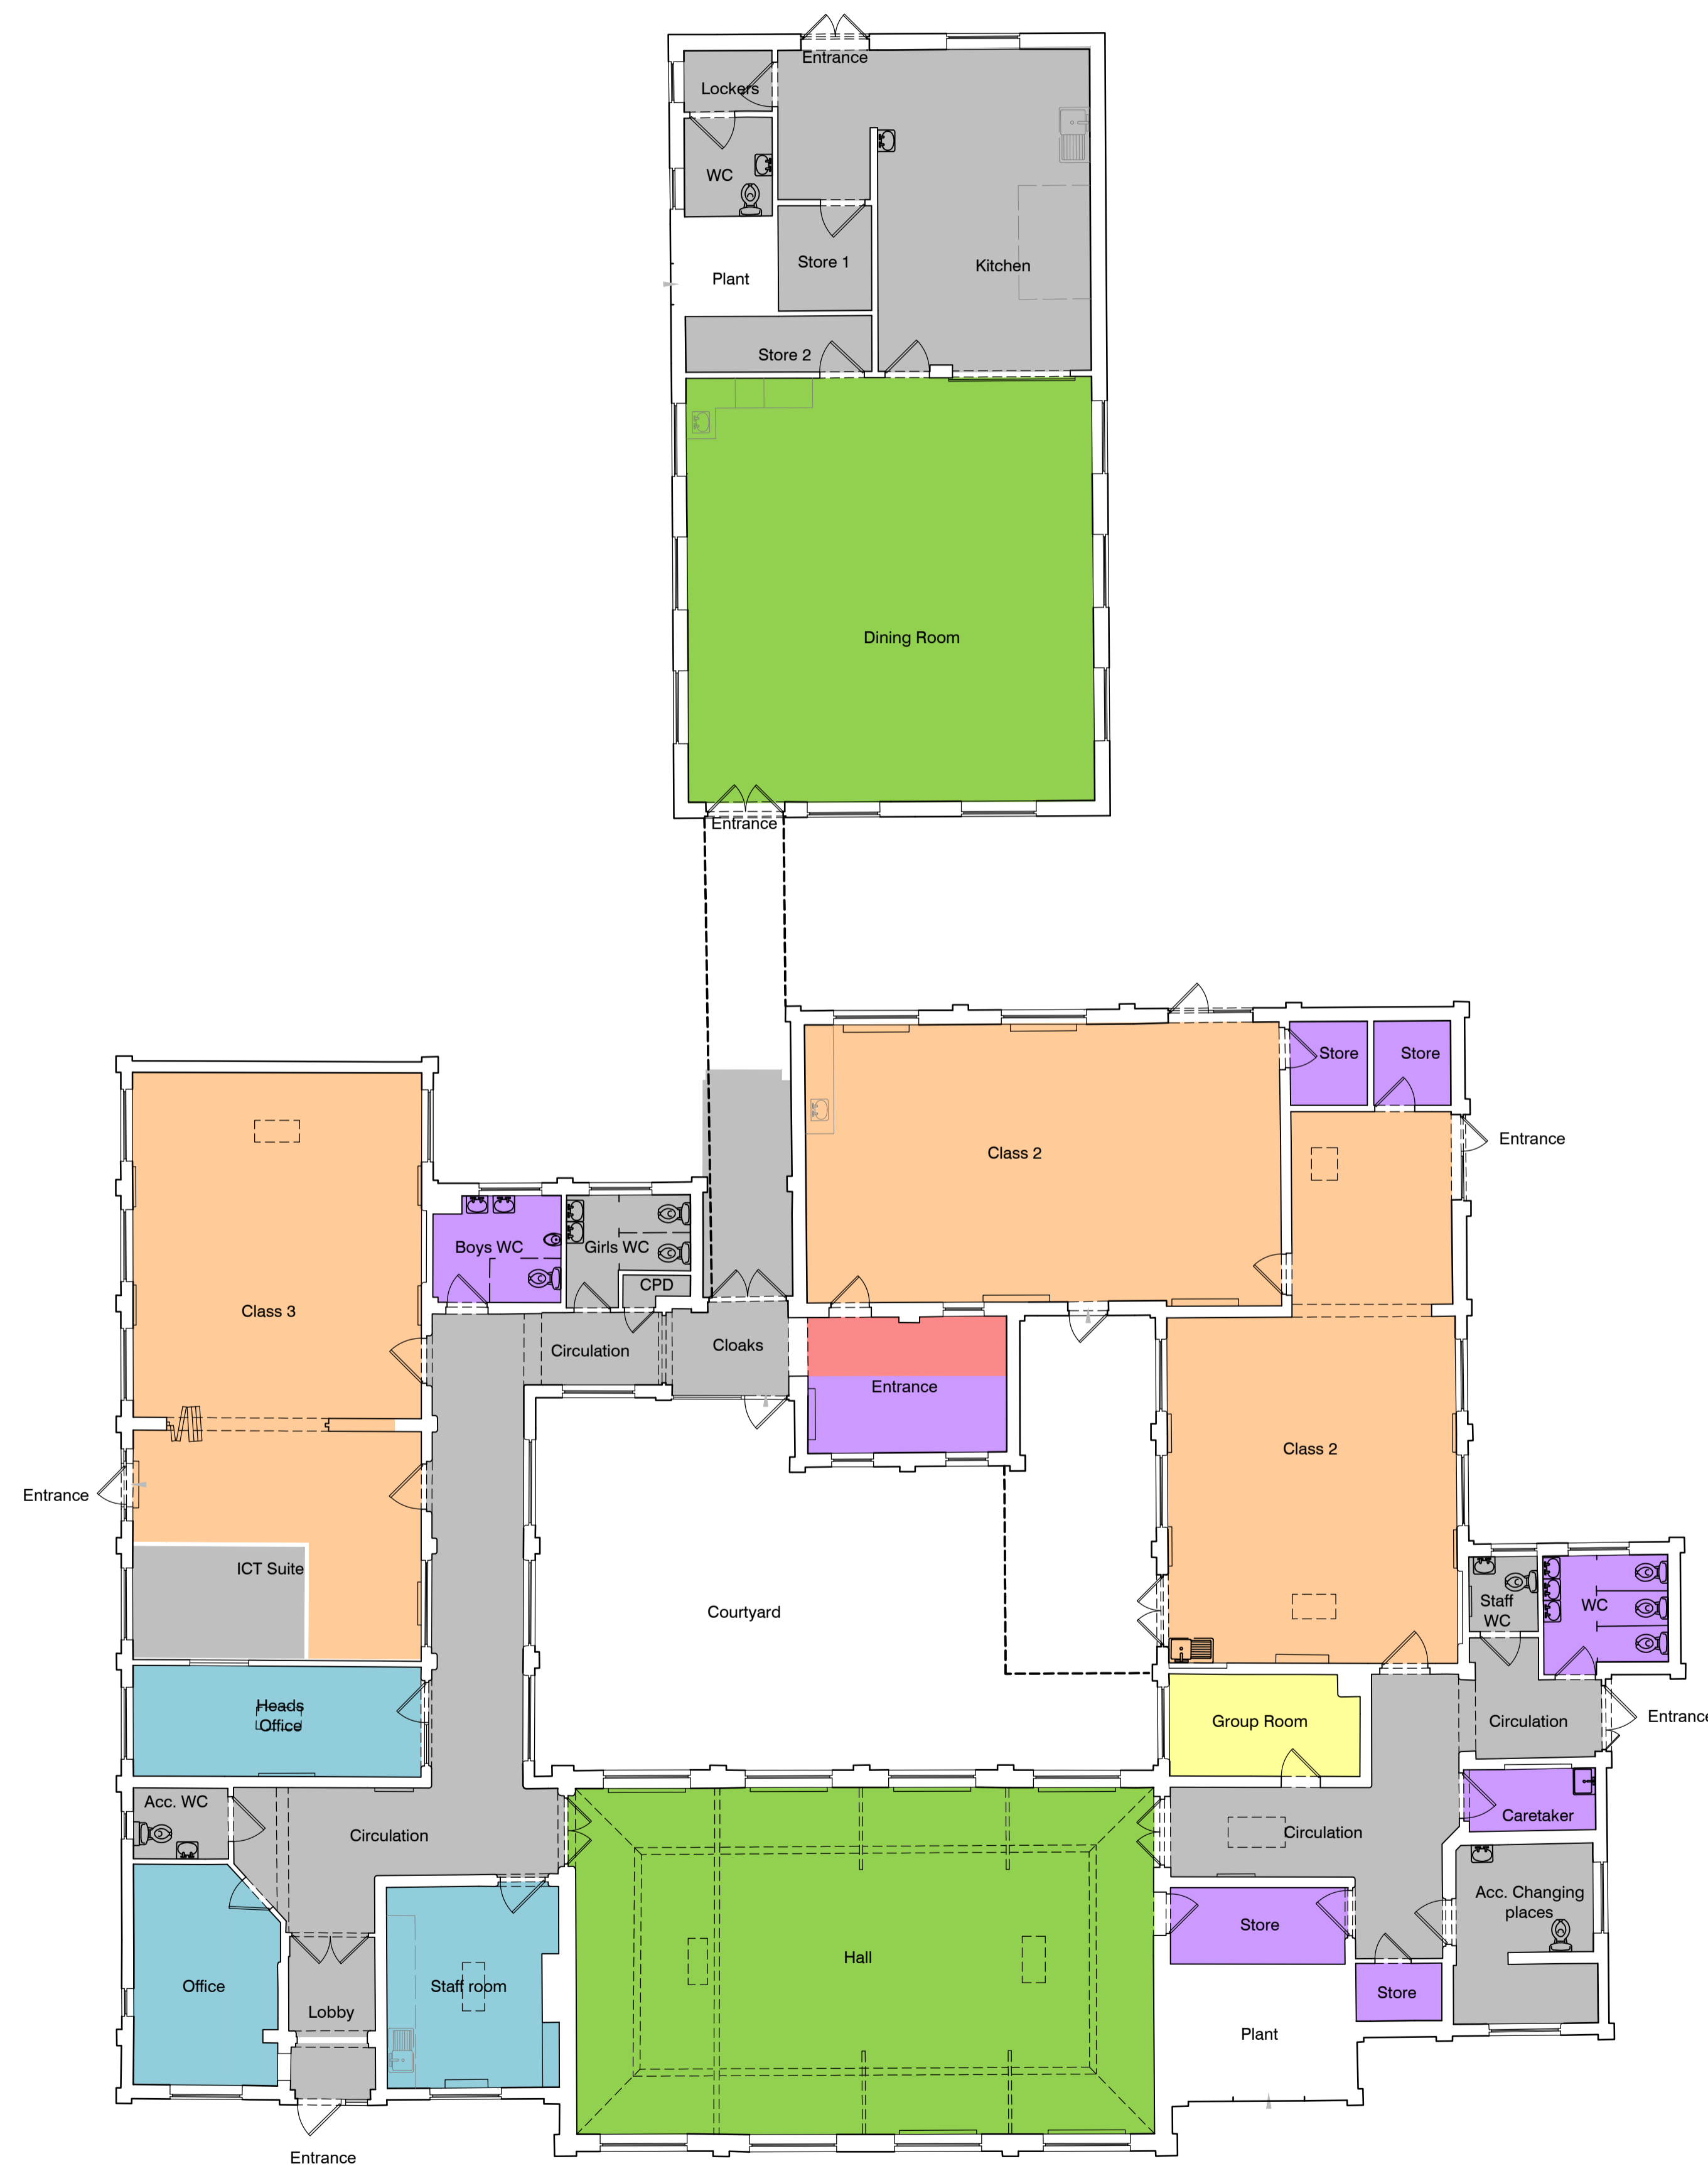 Entrance
Lockers
WC
Store 1
Kitchen
Plant
Store 2
Dining Room
Entrance
Store
Store
Entrance
Class 2
Boys WC
Girls WC
CPD
Class 3
Circulation
Cloaks
Entrance
Class 2
Entrance
ICT Suite
Courtyard
Staff
WC
WC
Heads
Office
Group Room
Circulation
Entrance
Acc. WC
Circulation
Circulation
Caretaker
Acc. Changing
places
Store
Hall
Office
Staff room
Store
Lobby
Plant
Entrance